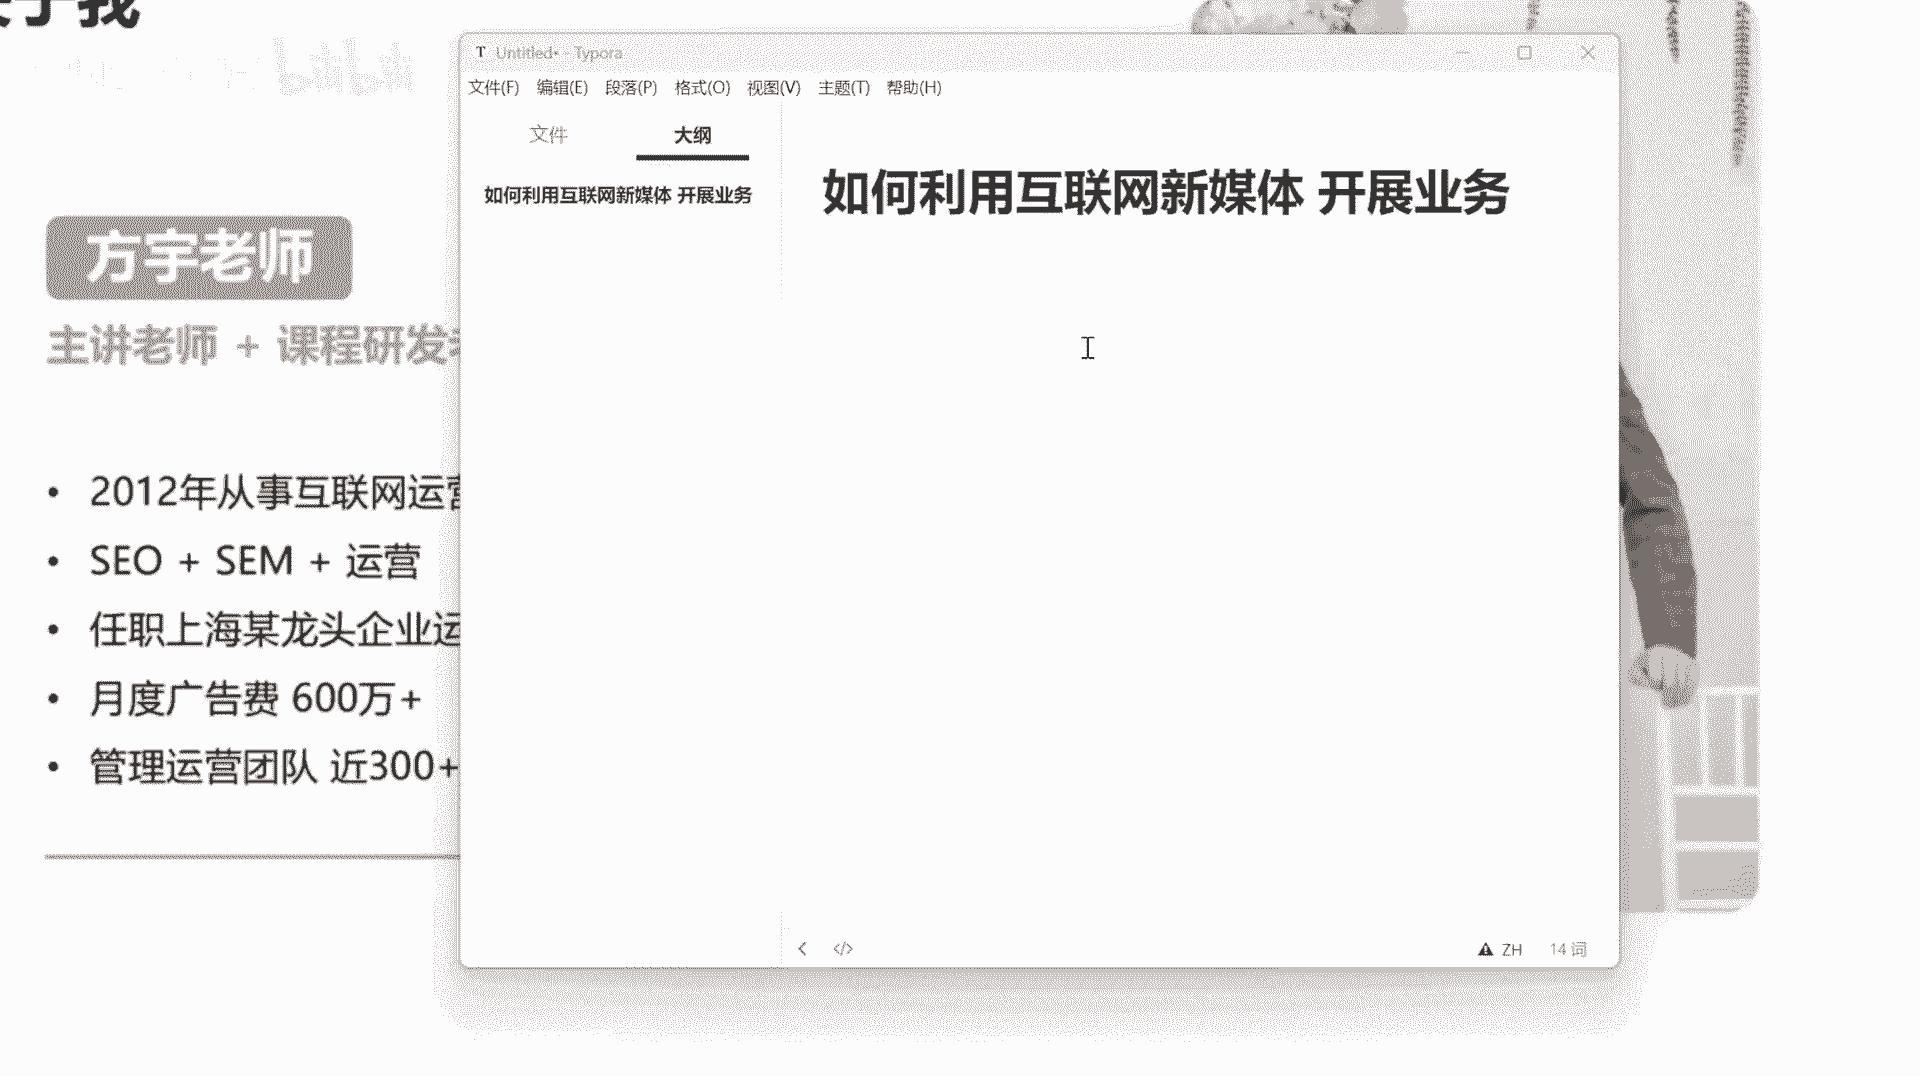 于我
bilibili
方宇老师
主讲老师 + 课程研发
2012年从事互联网运营
SEO + SEM + 运营
任职上海某龙头企业运
月度广告费 600万+
管理运营团队 近300+
Untitled• - Typora
文件(F) 编辑(E) 段落(P) 格式(O) 视图(V) 主题(T) 帮助(H)
文件 大纲
如何利用互联网新媒体 开展业务
如何利用互联网新媒体 开展业务
ZH 14 词